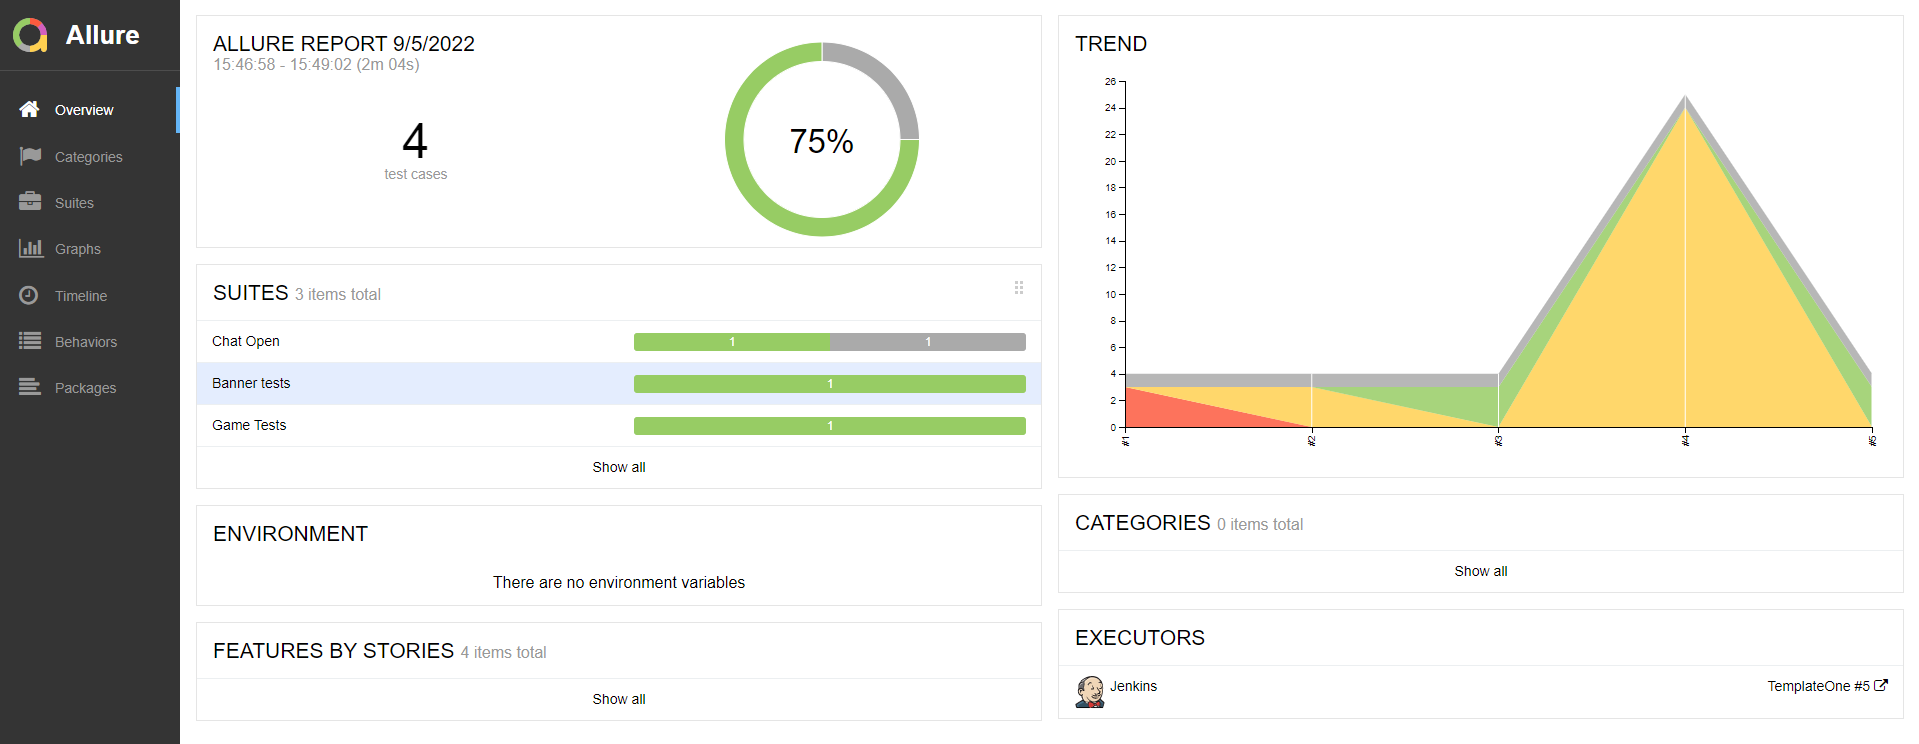 Allure
Overview
Categories
Suites
Graphs
Timeline
Behaviors
Packages
ALLURE REPORT 9/5/2022
15:46:58 - 15:49:02 (2m 04s)
4
test cases
75%
SUITES 3 items total
Chat Open 1 1
Banner tests 1
Game Tests 1
Show all
ENVIRONMENT
There are no environment variables
FEATURES BY STORIES 4 items total
Show all
TREND
26
24
22
20
18
16
14
12
10
8
6
4
2
0
#1 #2 #3 #4 #5
CATEGORIES 0 items total
Show all
EXECUTORS
Jenkins TemplateOne #5